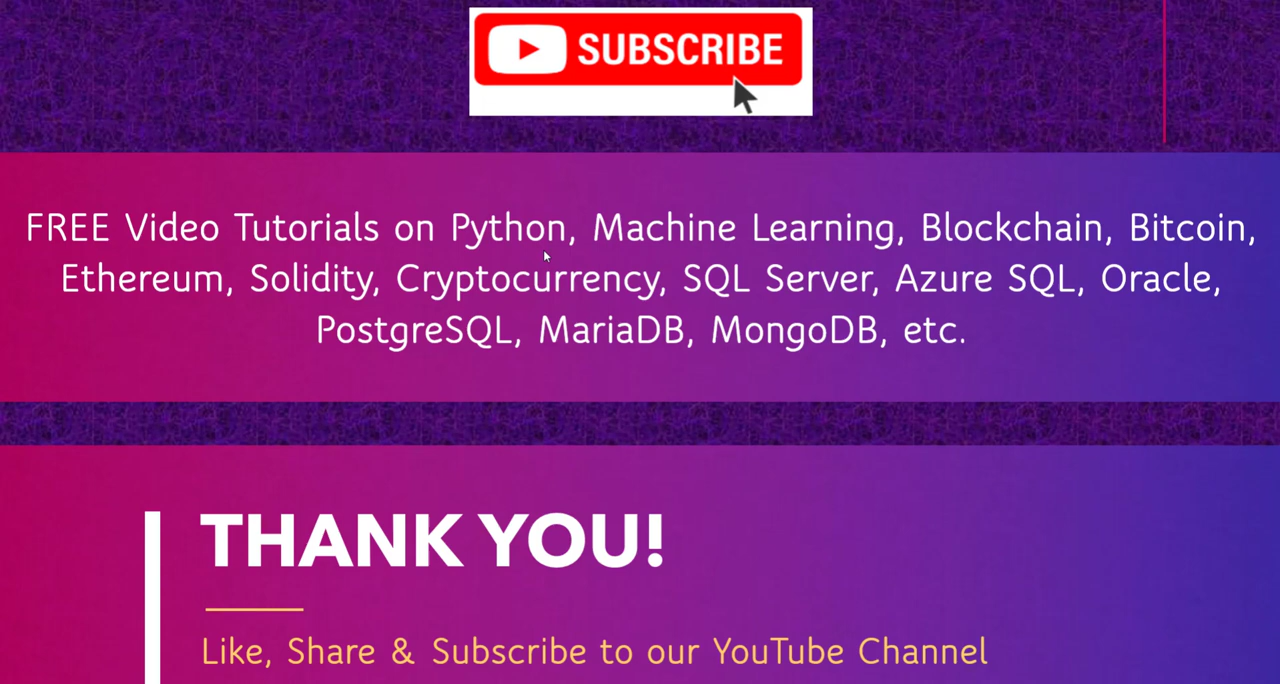 SUBSCRIBE
FREE Video Tutorials on Python, Machine Learning, Blockchain, Bitcoin,
Ethereum, Solidity, Cryptocurrency, SQL Server, Azure SQL, Oracle,
PostgreSQL, MariaDB, MongoDB, etc.
THANK YOU!
Like, Share & Subscribe to our YouTube Channel